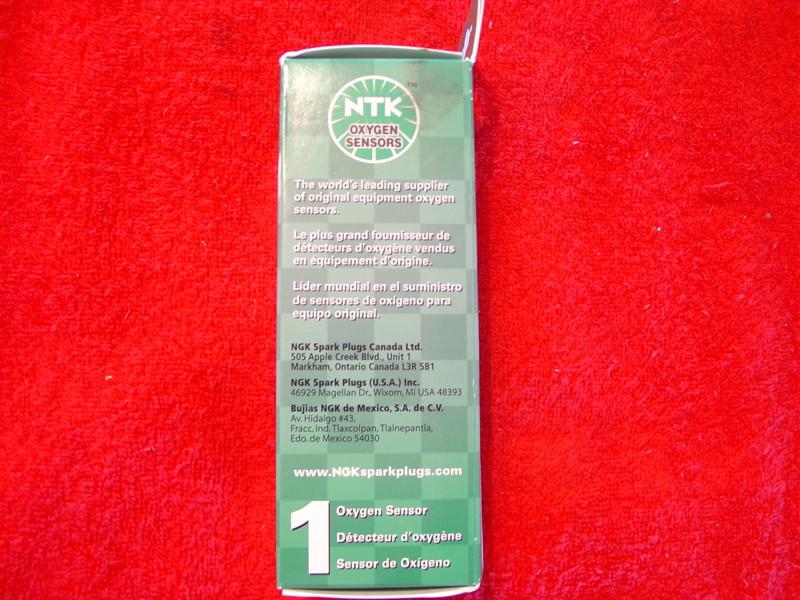 NTK™
OXYGEN
SENSORS
The world's leading supplier
of original equipment oxygen
sensors.
Le plus grand fournisseur de
détecteurs d'oxygène vendus
en équipement d'origine.
Líder mundial en el suministro
de sensores de oxígeno para
equipo original.
NGK Spark Plugs Canada Ltd.
505 Apple Creek Blvd., Unit 1
Markham, Ontario Canada L3R 5B1
NGK Spark Plugs (U.S.A.) Inc.
46929 Magellan Dr., Wixom, MI USA 48393
Bujias NGK de Mexico, S.A. de C.V.
Av. Hidalgo #43,
Fracc. Ind. Tlaxcolpan, Tlalnepantla,
Edo. de Mexico 54030
www.NGKsparkplugs.com
1
Oxygen Sensor
Détecteur d'oxygène
Sensor de Oxígeno